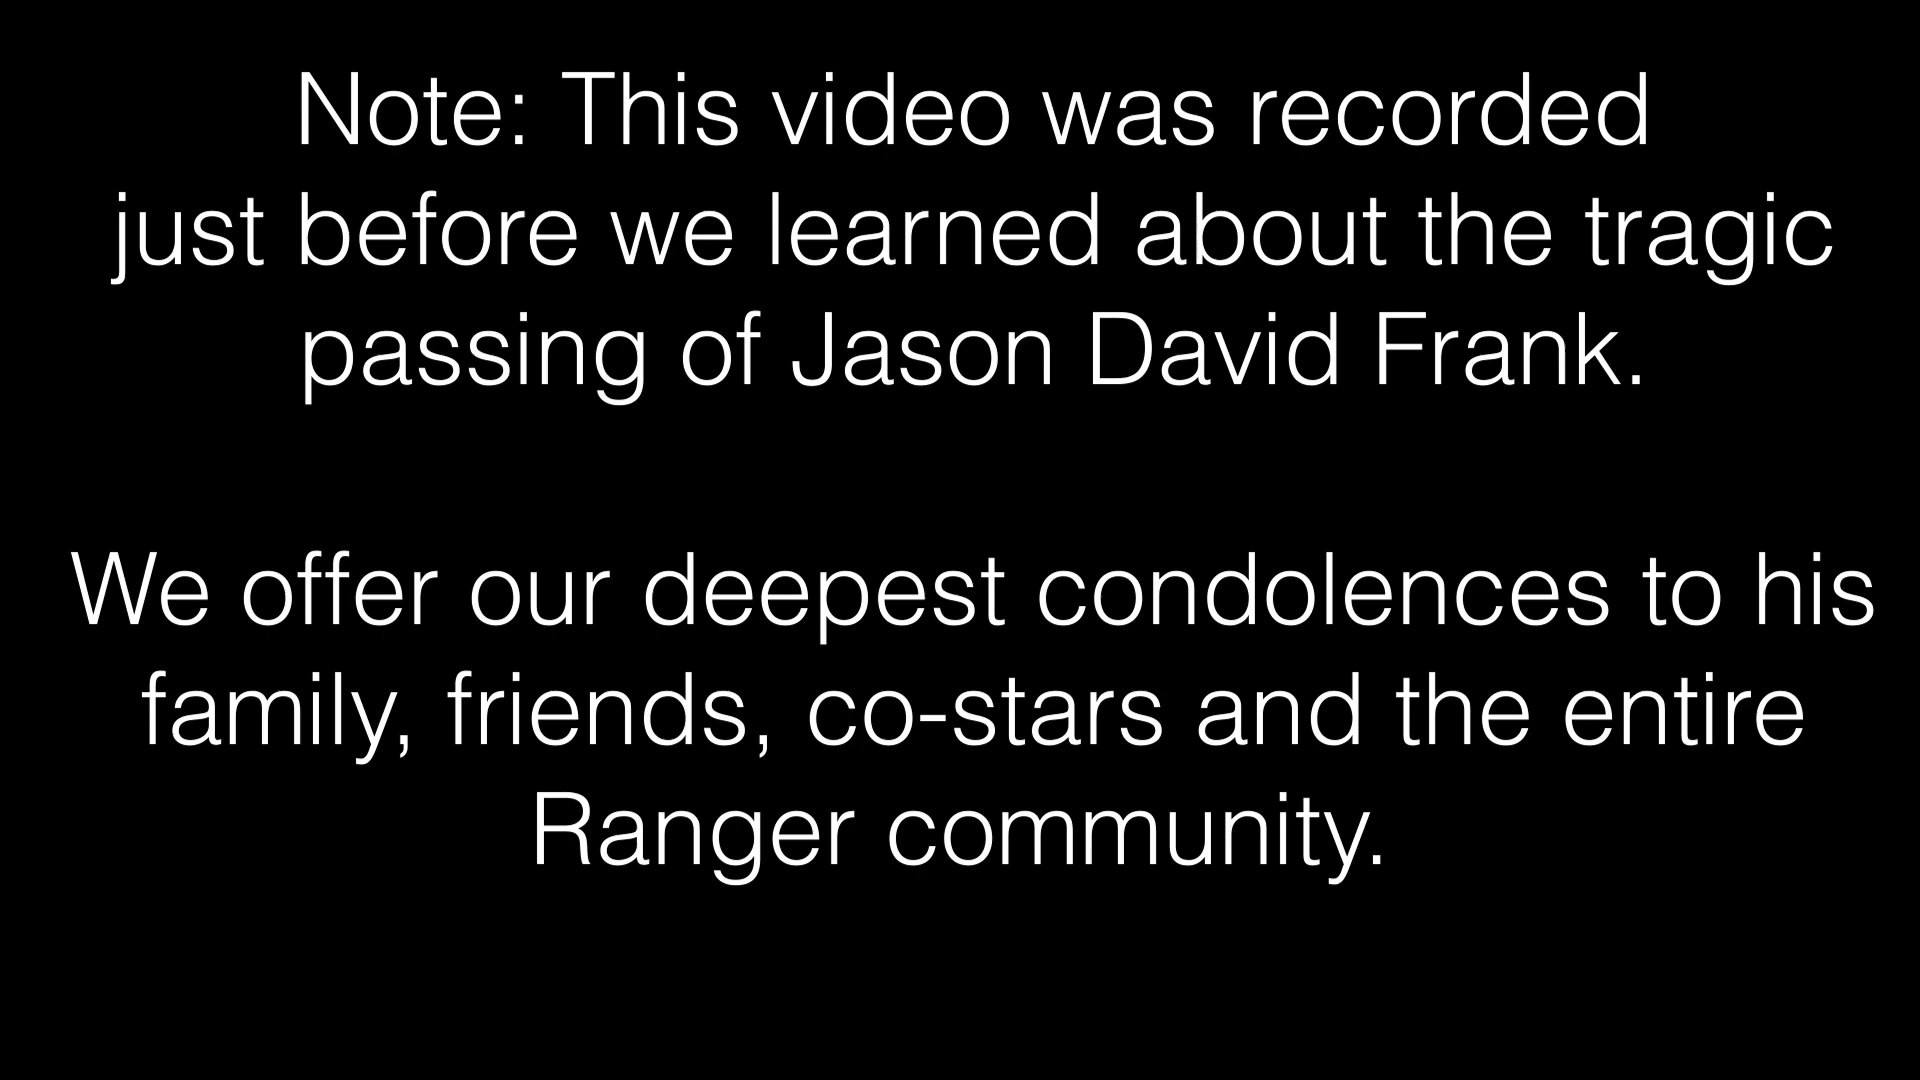 Note: This video was recorded
just before we learned about the tragic
passing of Jason David Frank.
We offer our deepest condolences to his
family, friends, co-stars and the entire
Ranger community.